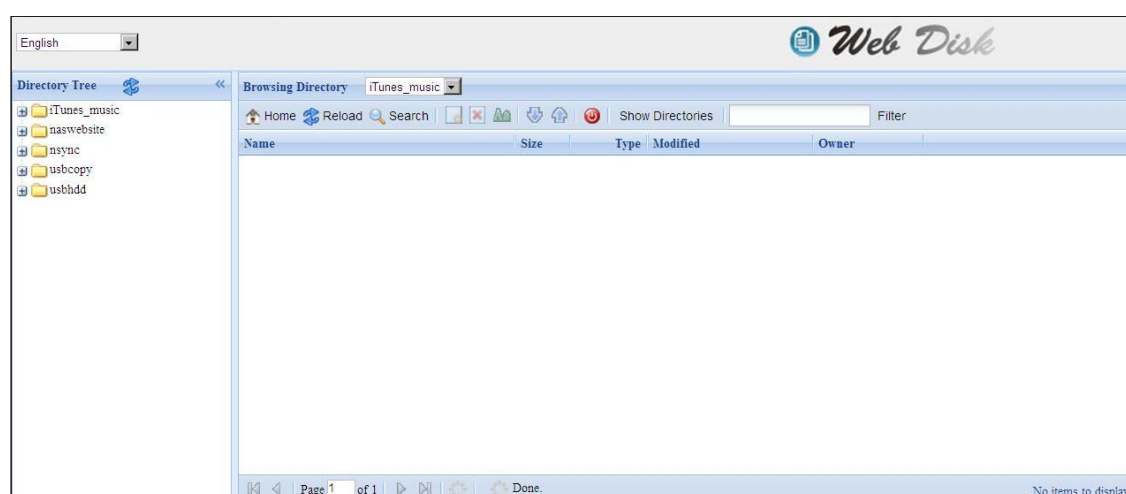 English
Web Disk
Directory Tree
Browsing Directory iTunes_music
iTunes_music
naswebsite
nsync
usbcopy
usbhdd
Home Reload Search Show Directories Filter
Name Size Type Modified Owner
Page 1 of 1 Done. No items to display